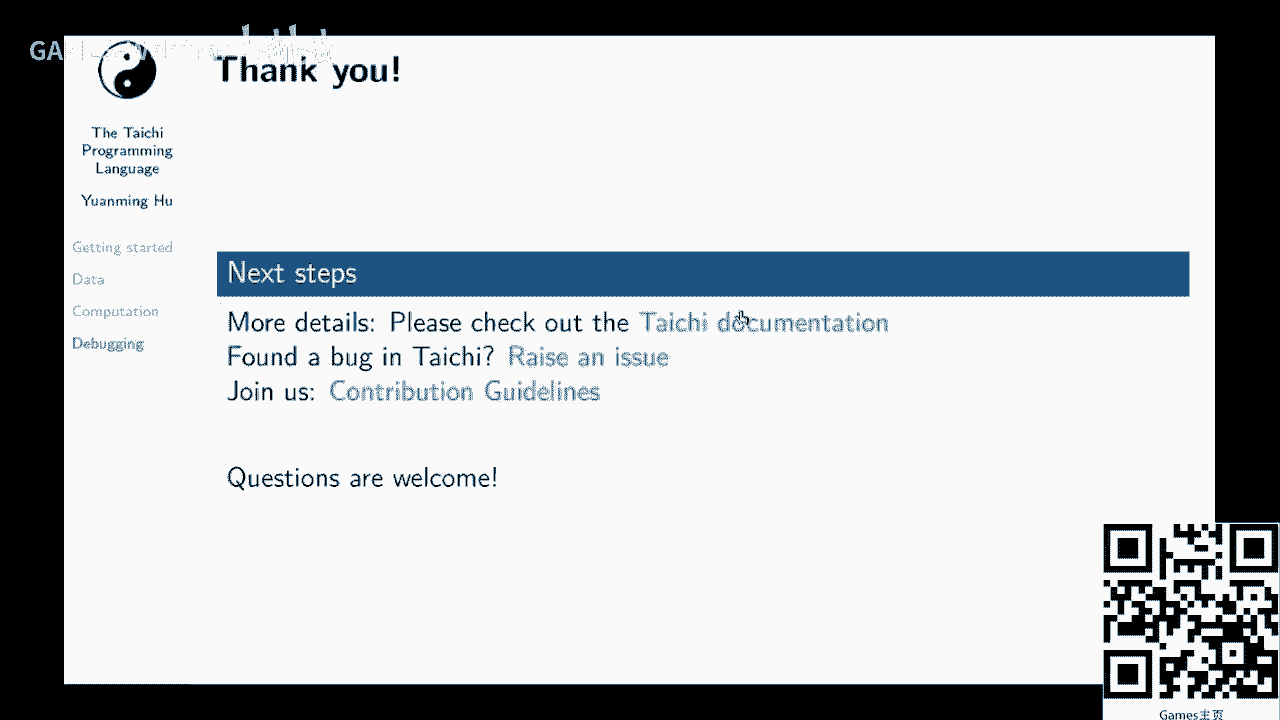 Thank you!
The Taichi
Programming
Language
Yuanming Hu
Getting started
Data
Computation
Debugging
Next steps
More details: Please check out the Taichi documentation
Found a bug in Taichi? Raise an issue
Join us: Contribution Guidelines
Questions are welcome!
Games主页